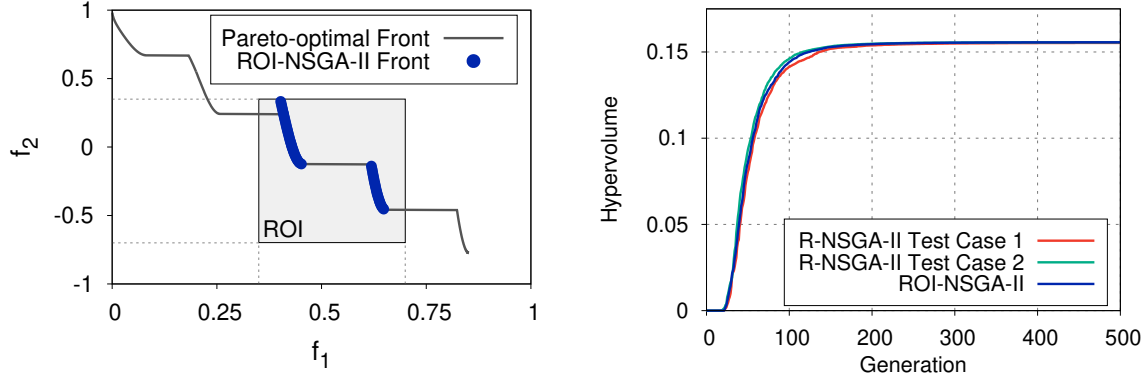 1
0.5
0
-0.5
-1
f2
Pareto-optimal Front
ROI-NSGA-II Front
ROI
0 0.25 0.5 0.75 1
f1
0.15
0.1
0.05
0
Hypervolume
R-NSGA-II Test Case 1
R-NSGA-II Test Case 2
ROI-NSGA-II
0 100 200 300 400 500
Generation